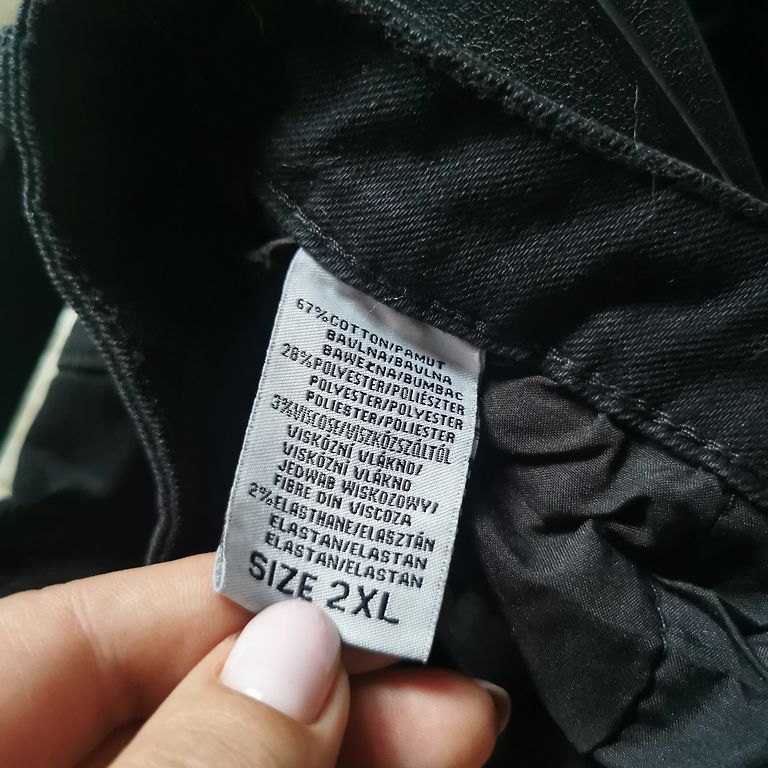 67%COTTON/PAMUT
BAVLNA/BAVLNA
BAWEŁNA/BUMBAC
28%POLYESTER/POLIÉSZTER
POLYESTER/POLYESTER
POLIESTER/POLIESTER
3%VISCOSE/VISZKÓZSZÁLTÓL
VISKÓZNÍ VLÁKNO/
VISKÓZNÍ VLÁKNO
JEDWAB WISKOZOWY/
FIBRE DIN VISCOZA
2%ELASTHANE/ELASZTÁN
ELASTAN/ELASTAN
ELASTAN/ELASTAN
SIZE 2XL